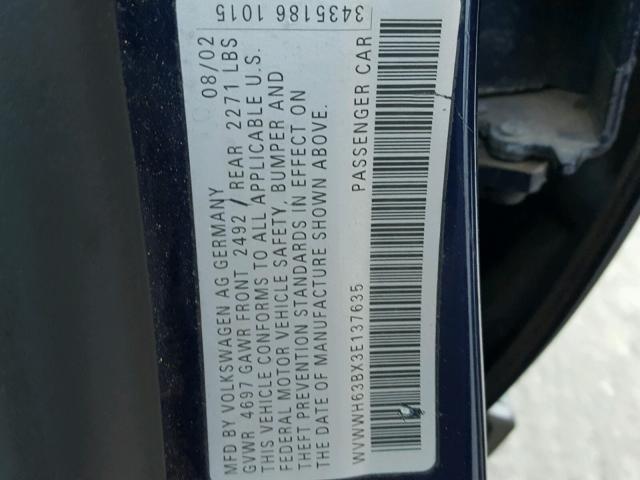 3435186 1015
MFD BY VOLKSWAGEN AG GERMANY 08/02
GVWR 4697 GAWR FRONT 2492 / REAR 2271 LBS
THIS VEHICLE CONFORMS TO ALL APPLICABLE U.S.
FEDERAL MOTOR VEHICLE SAFETY, BUMPER AND
THEFT PREVENTION STANDARDS IN EFFECT ON
THE DATE OF MANUFACTURE SHOWN ABOVE.
WVWNH63BX3E137635 PASSENGER CAR